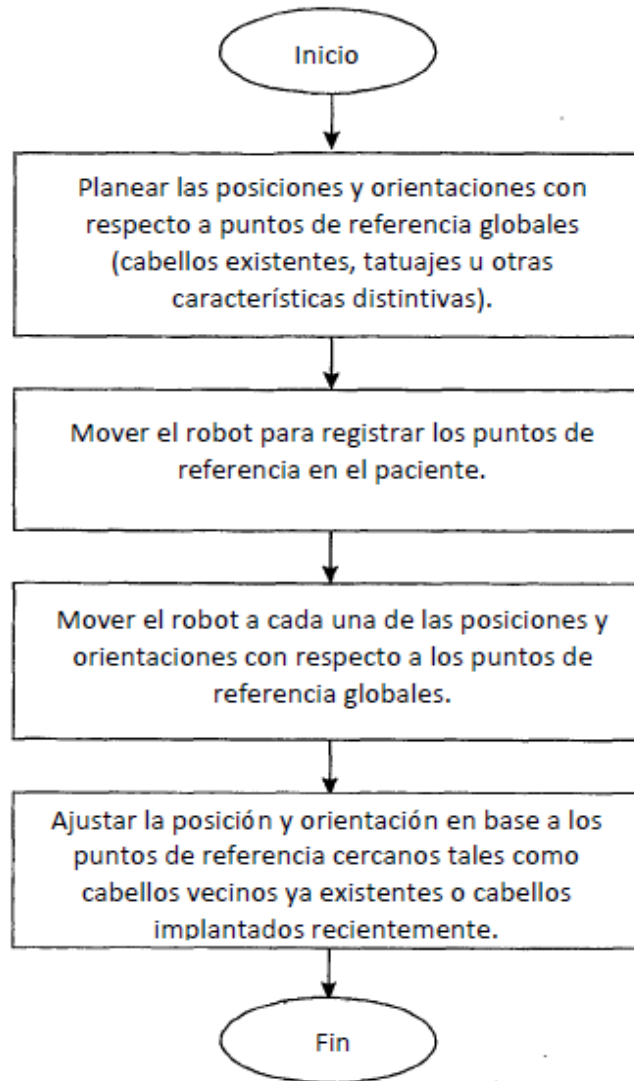 Inicio
Planear las posiciones y orientaciones con
respecto a puntos de referencia globales
(cabellos existentes, tatuajes u otras
características distintivas).
Mover el robot para registrar los puntos de
referencia en el paciente.
Mover el robot a cada una de las posiciones y
orientaciones con respecto a los puntos de
referencia globales.
Ajustar la posición y orientación en base a los
puntos de referencia cercanos tales como
cabellos vecinos ya existentes o cabellos
implantados recientemente.
Fin